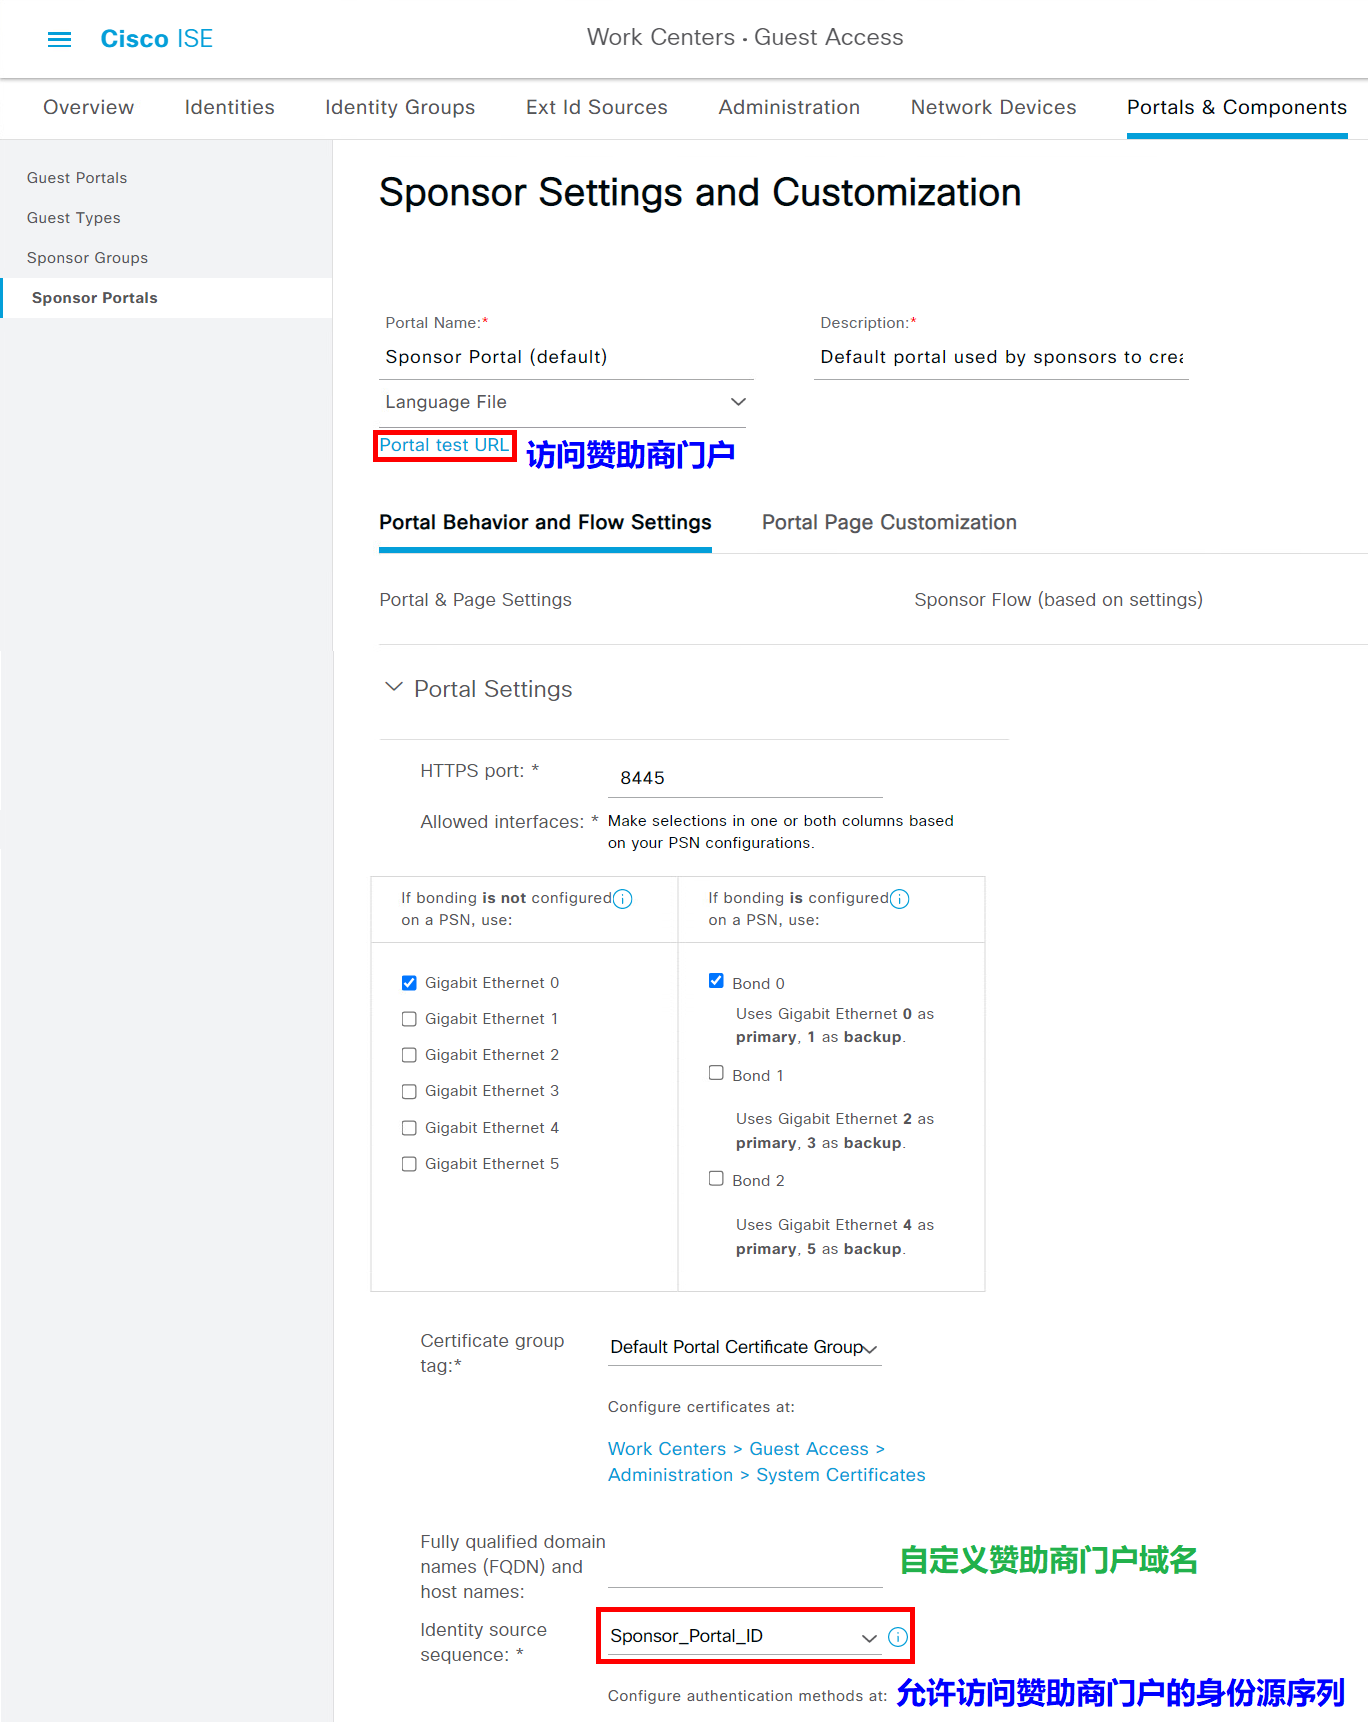 Cisco ISE
Work Centers · Guest Access
Overview
Identities
Identity Groups
Ext Id Sources
Administration
Network Devices
Portals & Components
Guest Portals
Guest Types
Sponsor Groups
Sponsor Portals
Sponsor Settings and Customization
Portal Name:*
Description:*
Sponsor Portal (default)
Default portal used by sponsors to crea
Language File
Portal test URL
访问赞助商门户
Portal Behavior and Flow Settings
Portal Page Customization
Portal & Page Settings
Sponsor Flow (based on settings)
Portal Settings
HTTPS port: *
8445
Allowed interfaces: *
Make selections in one or both columns based
on your PSN configurations.
If bonding is not configured
on a PSN, use:
If bonding is configured
on a PSN, use:
Gigabit Ethernet 0
Gigabit Ethernet 1
Gigabit Ethernet 2
Gigabit Ethernet 3
Gigabit Ethernet 4
Gigabit Ethernet 5
Bond 0
Uses Gigabit Ethernet 0 as
primary, 1 as backup.
Bond 1
Uses Gigabit Ethernet 2 as
primary, 3 as backup.
Bond 2
Uses Gigabit Ethernet 4 as
primary, 5 as backup.
Certificate group
tag:*
Default Portal Certificate Group
Configure certificates at:
Work Centers > Guest Access >
Administration > System Certificates
Fully qualified domain
names (FQDN) and
host names:
自定义赞助商门户域名
Identity source
sequence: *
Sponsor_Portal_ID
Configure authentication methods at:
允许访问赞助商门户的身份源序列